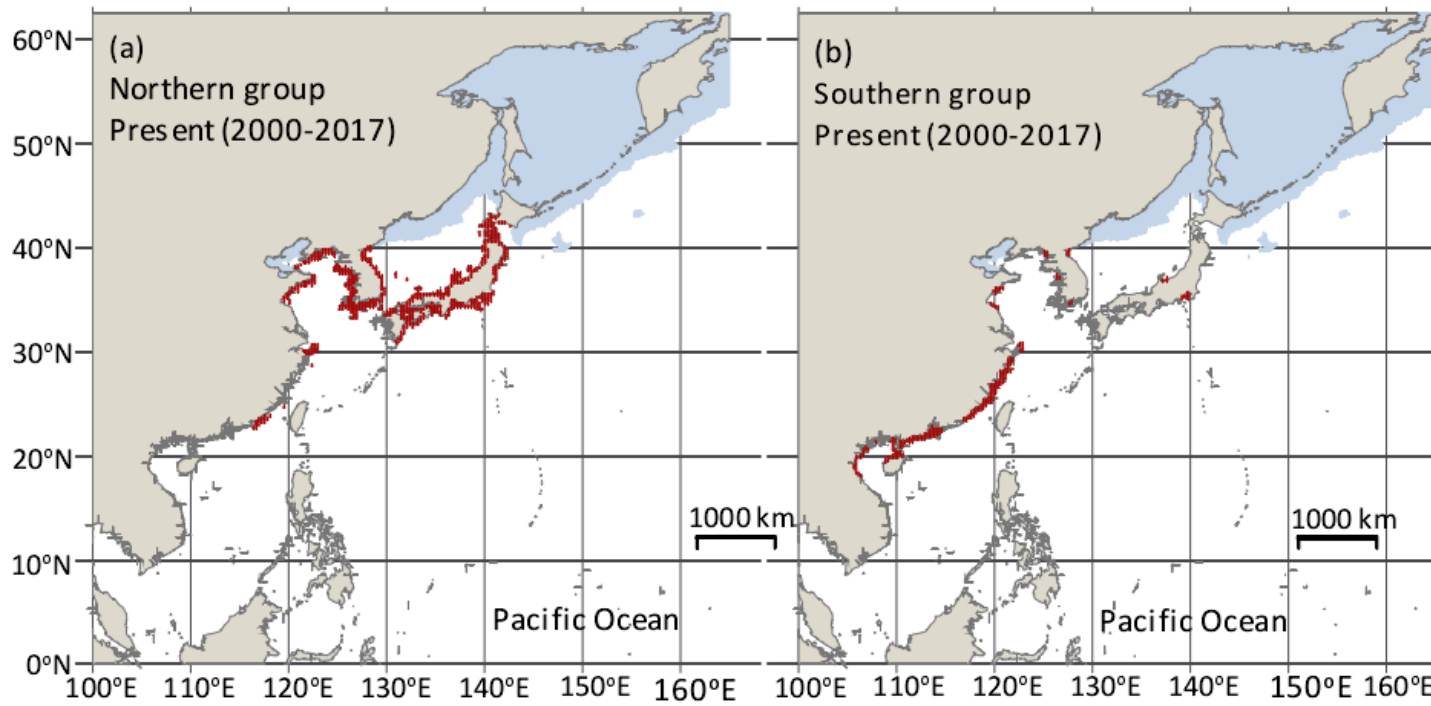 (a)
Northern group
Present (2000-2017)
60°N
50°N
40°N
30°N
20°N
10°N
0°N
1000 km
Pacific Ocean
100°E 110°E 120°E 130°E 140°E 150°E 160°E
(b)
Southern group
Present (2000-2017)
1000 km
Pacific Ocean
100°E 110°E 120°E 130°E 140°E 150°E 160°E